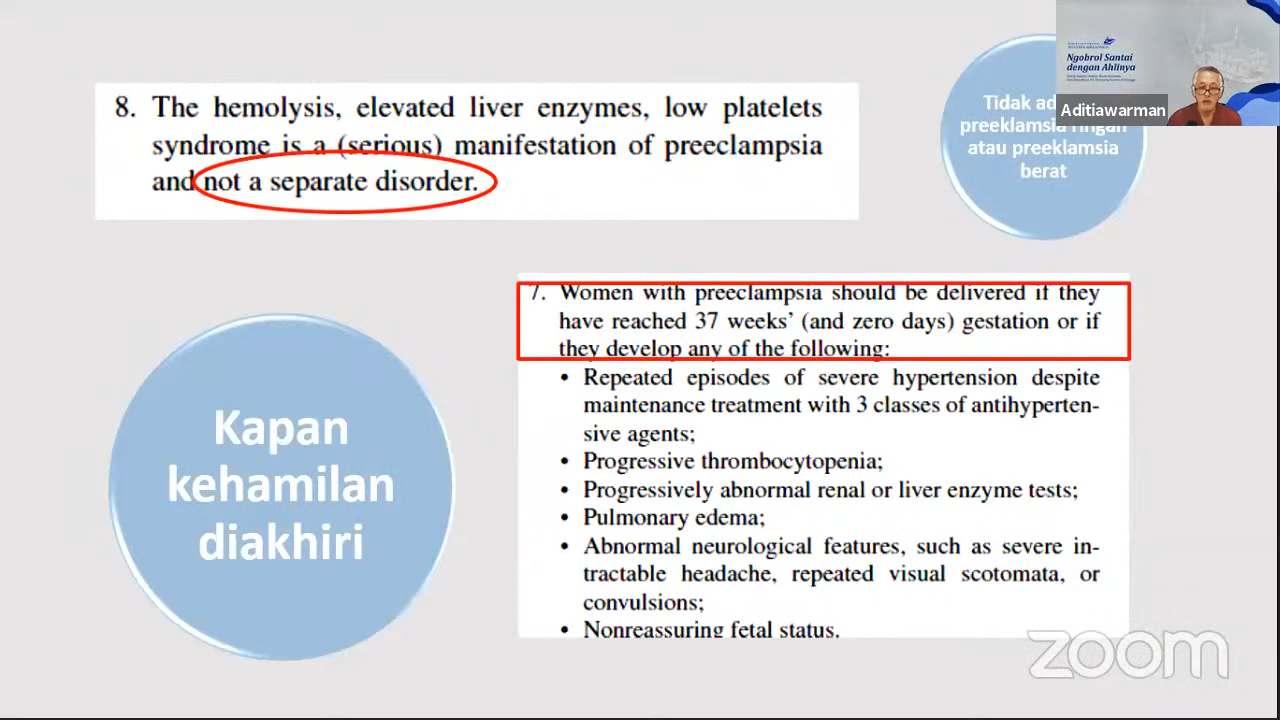 8. The hemolysis, elevated liver enzymes, low platelets
syndrome is a (serious) manifestation of preeclampsia
and not a separate disorder.
Ngobrol Santai
dengan Ahlinya
Aditiawarman
Tidak
preeklamsia ringan
atau preeklamsia
berat
7. Women with preeclampsia should be delivered if they
have reached 37 weeks' (and zero days) gestation or if
they develop any of the following:
• Repeated episodes of severe hypertension despite
maintenance treatment with 3 classes of antihyperten-
sive agents;
• Progressive thrombocytopenia;
• Progressively abnormal renal or liver enzyme tests;
• Pulmonary edema;
• Abnormal neurological features, such as severe in-
tractable headache, repeated visual scotomata, or
convulsions;
• Nonreassuring fetal status.
Kapan
kehamilan
diakhiri
zoom